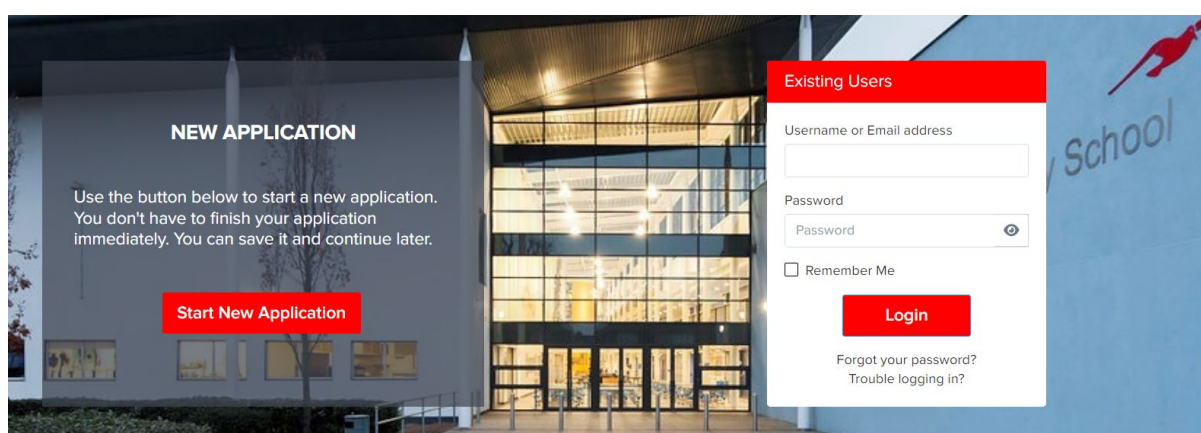 NEW APPLICATION
Use the button below to start a new application.
You don't have to finish your application
immediately. You can save it and continue later.
Start New Application
Existing Users
Username or Email address
Password
Password
Remember Me
Login
Forgot your password?
Trouble logging in?
School